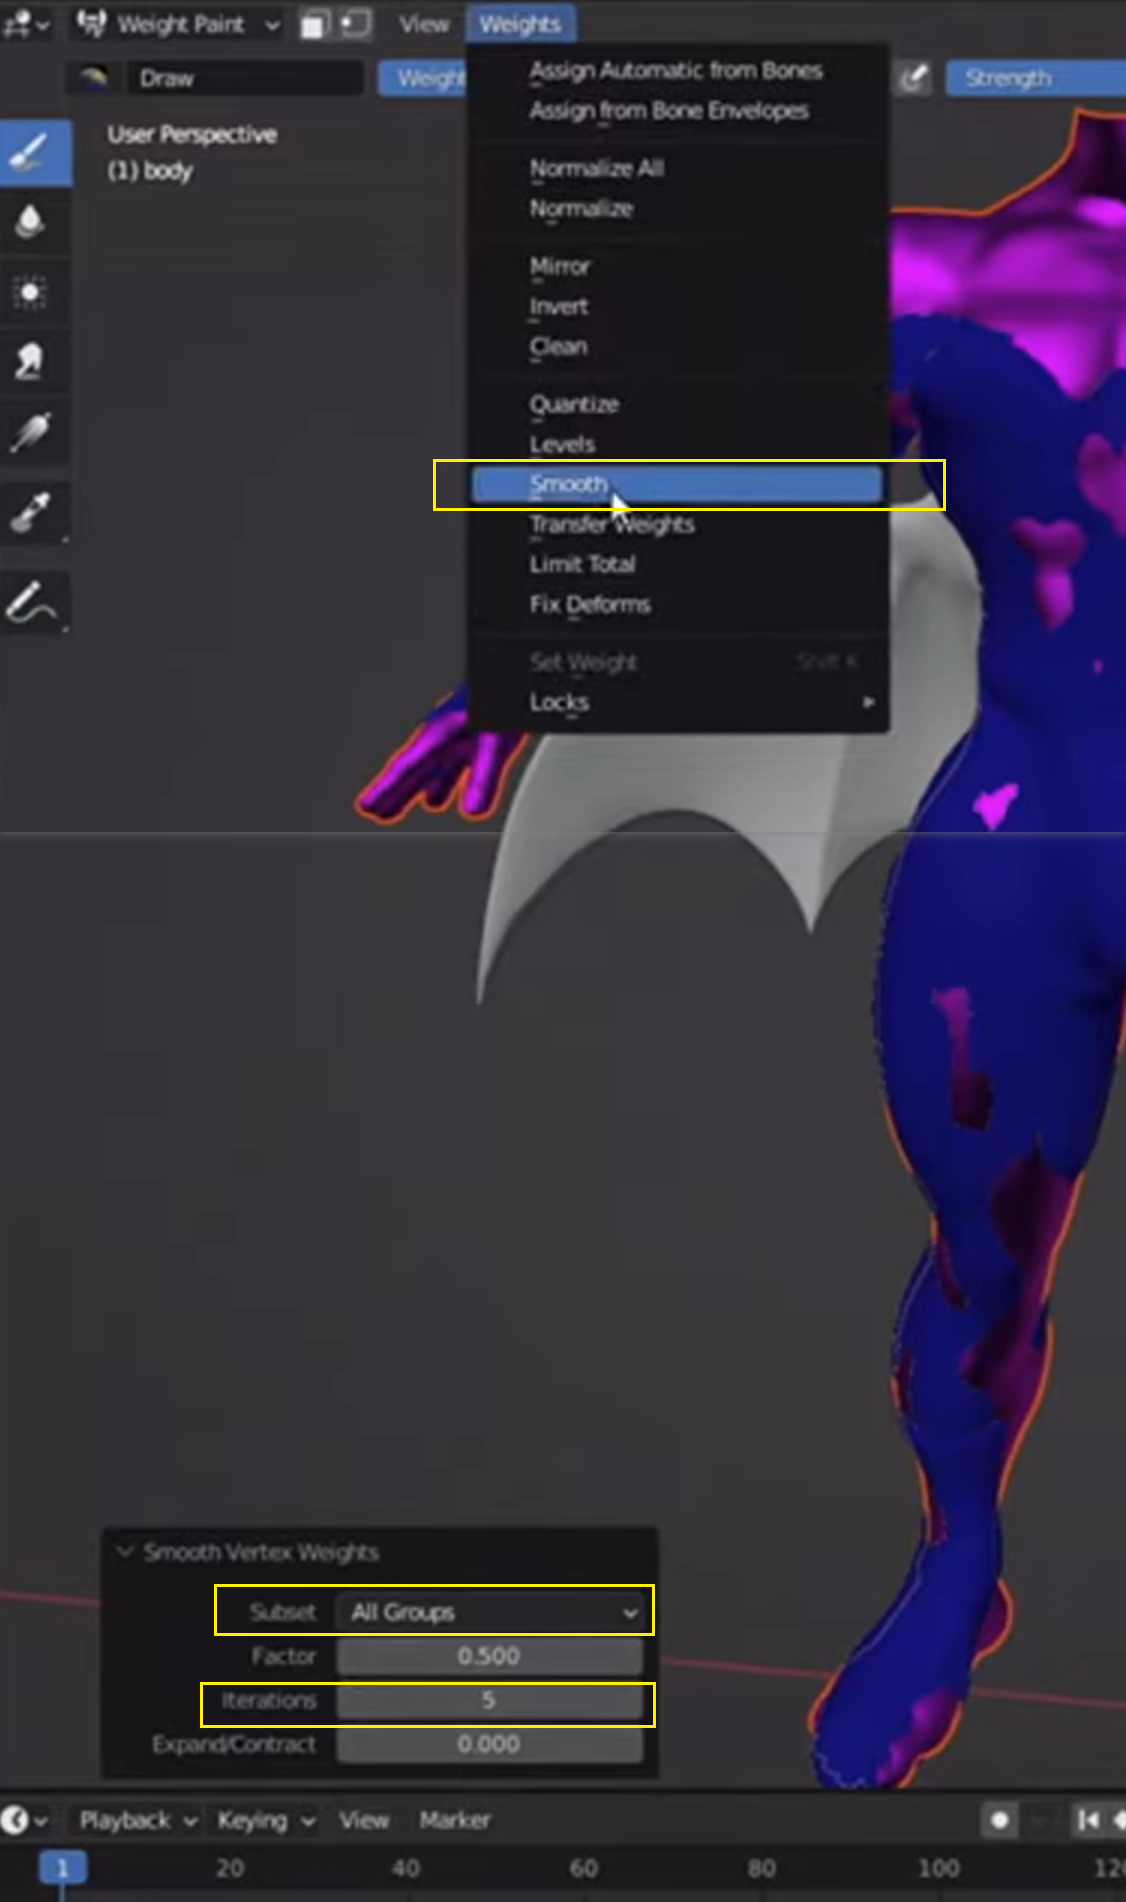 Weight Paint View Weights
Draw Weight Strength
User Perspective
(1) body
Assign Automatic from Bones
Assign from Bone Envelopes
Normalize All
Normalize
Mirror
Invert
Clean
Quantize
Levels
Smooth
Transfer Weights
Limit Total
Fix Deforms
Set Weight Shift K
Locks
Smooth Vertex Weights
Subset All Groups
Factor 0.500
Iterations 5
Expand/Contract 0.000
Playback Keying View Marker
1 20 40 60 80 100 120